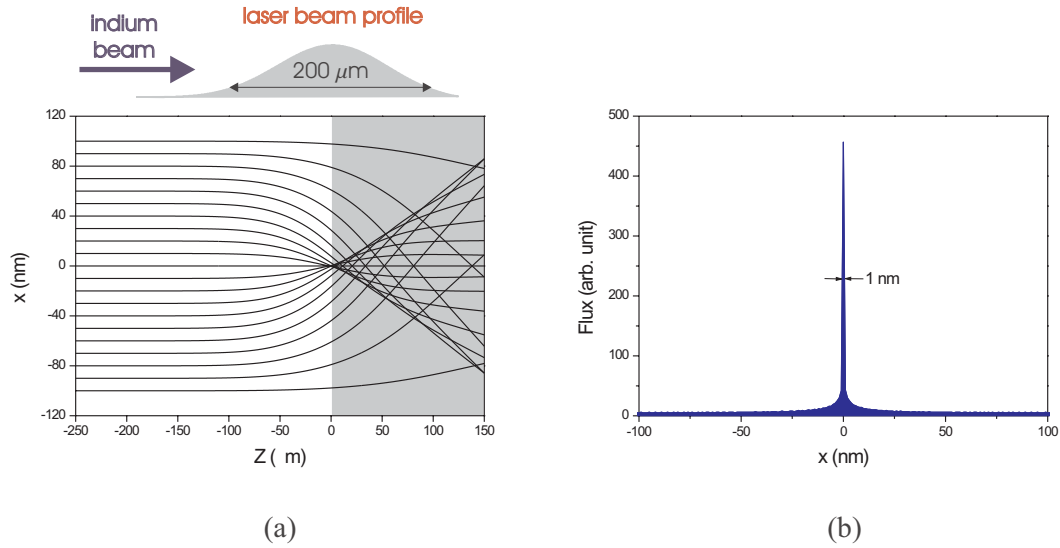 indium
beam
laser beam profile
200 μm
120
80
40
0
-40
-80
-120
x (nm)
-250 -200 -150 -100 -50 0 50 100 150
Z ( m)
500
400
300
200
100
0
Flux (arb. unit)
1 nm
-100 -50 0 50 100
x (nm)
(a)
(b)